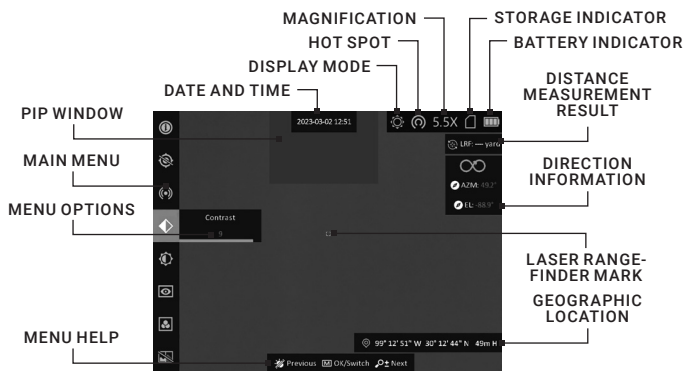 MAGNIFICATION
STORAGE INDICATOR
HOT SPOT
BATTERY INDICATOR
DISPLAY MODE
DATE AND TIME
DISTANCE
MEASUREMENT
RESULT
PIP WINDOW
MAIN MENU
MENU OPTIONS
MENU HELP
DIRECTION
INFORMATION
LASER RANGE-
FINDER MARK
GEOGRAPHIC
LOCATION
2023-03-02 12:51
5.5X
LRF: — yard
AZM: 49.2°
EL: -88.9°
Contrast
9
99° 12' 51" W 30° 12' 44" N 49m H
Previous M OK/Switch ± Next